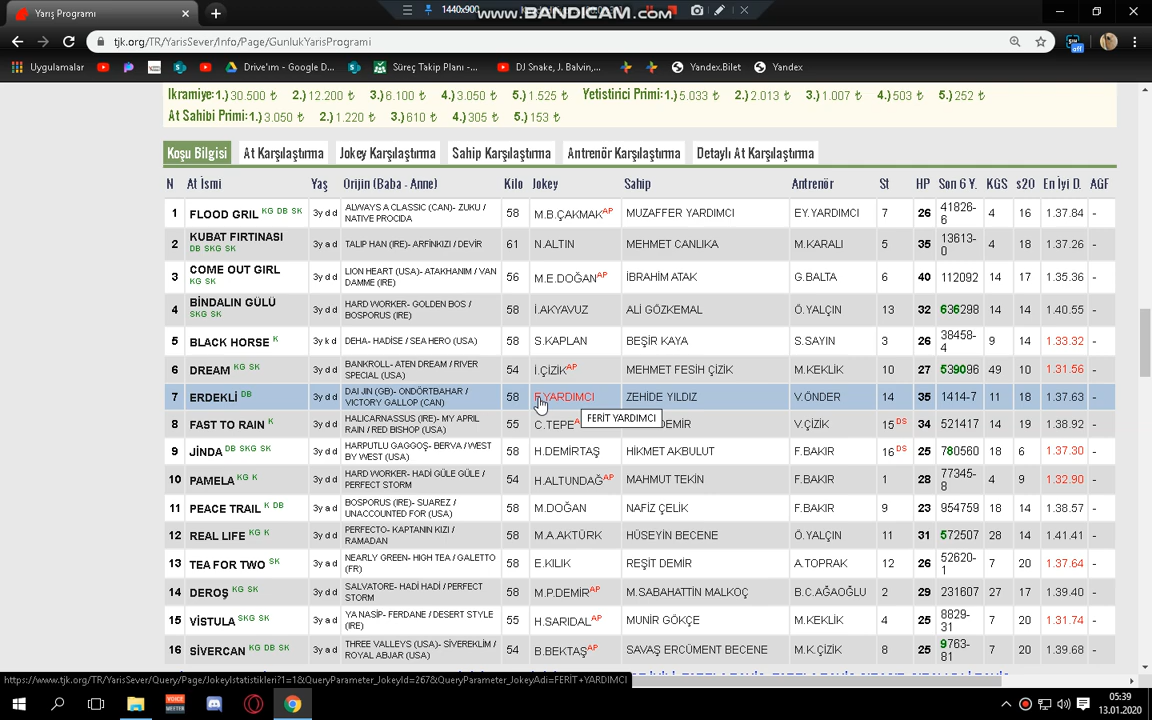 Yarış Programı
1440x900
www.BANDICAM.com
tjk.org/TR/YarisSever/Info/Page/GunlukYarisProgrami
off
Uygulamalar
Drive'ım - Google D...
Süreç Takip Planı -...
DJ Snake, J. Balvin,...
Yandex.Bilet
Yandex
Ikramiye:1.) 30.500 ₺ 2.) 12.200 ₺ 3.) 6.100 ₺ 4.) 3.050 ₺ 5.) 1.525 ₺ Yetistirici Primi:1.) 5.033 ₺ 2.) 2.013 ₺ 3.) 1.007 ₺ 4.) 503 ₺ 5.) 252 ₺
At Sahibi Primi:1.) 3.050 ₺ 2.) 1.220 ₺ 3.) 610 ₺ 4.) 305 ₺ 5.) 153 ₺
Koşu Bilgisi At Karşılaştırma Jokey Karşılaştırma Sahip Karşılaştırma Antrenör Karşılaştırma Detaylı At Karşılaştırma
N At İsmi Yaş Orijin (Baba - Anne) Kilo Jokey Sahip Antrenör St HP Son 6 Y. KGS s20 En İyi D. AGF
1 FLOOD GRIL KG DB SK 3y d d ALWAYS A CLASSIC (CAN)- ZUKU / NATIVE PROCIDA 58 M.B.ÇAKMAK AP MUZAFFER YARDIMCI EY.YARDIMCI 7 26 41826-6 4 16 1.37.84 -
2 KUBAT FIRTINASI DB SKG SK 3y a d TALIP HAN (IRE)- ARFİNKIZI / DEVİR 61 N.ALTIN MEHMET CANLIKA M.KARALI 5 35 13613-0 4 18 1.37.26 -
3 COME OUT GIRL KG SK 3y d d LION HEART (USA)- ATAKHANIM / VAN DAMME (IRE) 56 M.E.DOĞAN AP İBRAHİM ATAK G.BALTA 6 40 112092 14 17 1.35.36 -
4 BİNDALIN GÜLÜ SKG SK 3y d d HARD WORKER- GOLDEN BOS / BOSPORUS (IRE) 58 İ.AKYAVUZ ALİ GÖZKEMAL Ö.YALÇIN 13 32 636298 14 14 1.40.55 -
5 BLACK HORSE K 3y k d DEHA- HADİSE / SEA HERO (USA) 58 S.KAPLAN BEŞİR KAYA S.SAYIN 3 26 38458-4 9 14 1.33.32 -
6 DREAM KG SK 3y d d BANKROLL- ATEN DREAM / RIVER SPECIAL (USA) 54 İ.ÇİZİK AP MEHMET FESİH ÇİZİK M.KEKLİK 10 27 539096 49 10 1.31.56 -
7 ERDEKLİ DB 3y d d DAI JIN (GB)- ONDÖRTBAHAR / VICTORY GALLOP (CAN) 58 F.YARDIMCI ZEHİDE YILDIZ V.ÖNDER 14 35 1414-7 11 18 1.37.63 -
FERİT YARDIMCI
8 FAST TO RAIN K 3y d d HALICARNASSUS (IRE)- MY APRIL RAIN / RED BISHOP (USA) 55 C.TEPE DEMİR V.ÇİZİK 15 DS 34 521417 14 19 1.38.92 -
9 JİNDA DB SKG SK 3y d d HARPUTLU GAGGOŞ- BERVA / WEST BY WEST (USA) 58 H.DEMİRTAŞ HİKMET AKBULUT F.BAKIR 16 DS 25 780560 18 6 1.37.30 -
10 PAMELA KG K 3y d d HARD WORKER- HADİ GÜLE GÜLE / PERFECT STORM 54 H.ALTUNDAĞ AP MAHMUT TEKİN F.BAKIR 1 28 77345-8 4 9 1.32.90 -
11 PEACE TRAIL K DB 3y a d BOSPORUS (IRE)- SUAREZ / UNACCOUNTED FOR (USA) 58 M.DOĞAN NAFİZ ÇELİK F.BAKIR 9 23 954759 18 14 1.38.57 -
12 REAL LIFE KG K 3y d d PERFECTO- KAPTANIN KIZI / RAMADAN 58 M.A.AKTÜRK HÜSEYİN BECENE Ö.YALÇIN 11 31 572507 28 14 1.41.41 -
13 TEA FOR TWO SK 3y a d NEARLY GREEN- HIGH TEA / GALETTO (FR) 58 E.KILIK REŞİT DEMİR A.TOPRAK 12 26 52620-1 7 20 1.37.64 -
14 DEROŞ KG SK 3y d d SALVATORE- HADİ HADİ / PERFECT STORM 58 M.P.DEMİR AP M.SABAHATTİN MALKOÇ B.C.AĞAOĞLU 2 29 231607 27 17 1.39.40 -
15 VİSTULA SKG SK 3y a d YA NASİP- FERDANE / DESERT STYLE (IRE) 55 H.SARIDAL AP MUNİR GÖKÇE M.KEKLİK 4 25 8829-31 7 20 1.31.74 -
16 SİVERCAN KG DB SK 3y a d THREE VALLEYS (USA)- SİVEREKLİM / ROYAL ABJAR (USA) 54 B.BEKTAŞ AP SAVAŞ ERCÜMENT BECENE M.K.ÇİZİK 8 25 9763-81 7 20 1.39.68 -
https://www.tjk.org/TR/YarisSever/Query/Page/JokeyIstatistikleri?1=1&QueryParameter_JokeyId=267&QueryParameter_JokeyAdi=FERİT+YARDIMCI
05:39
13.01.2020